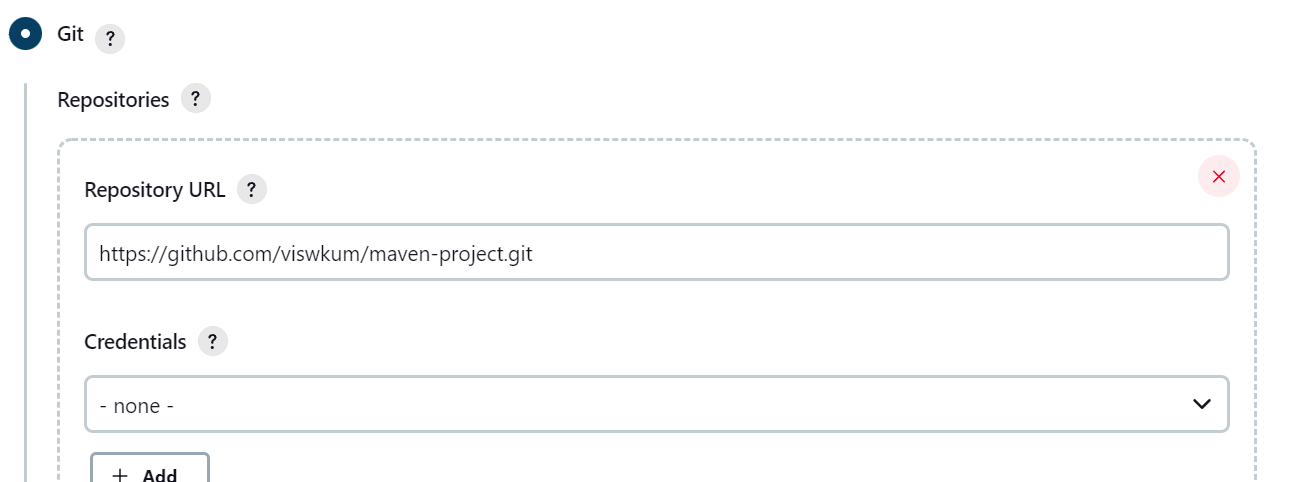 Git ?
Repositories ?
Repository URL ?
https://github.com/viswkum/maven-project.git
Credentials ?
- none -
+ Add